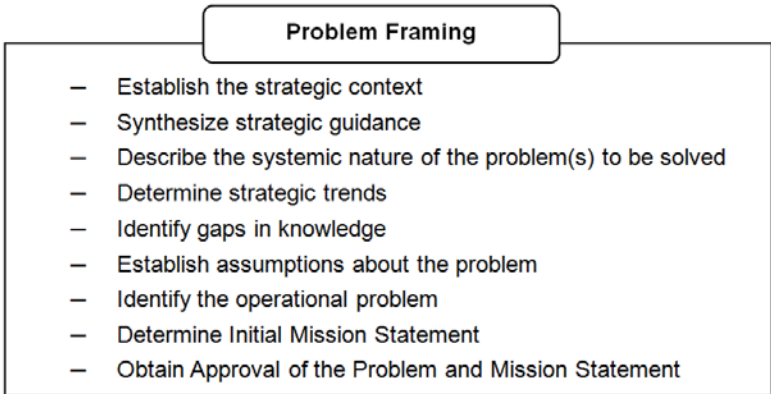 Problem Framing
– Establish the strategic context
– Synthesize strategic guidance
– Describe the systemic nature of the problem(s) to be solved
– Determine strategic trends
– Identify gaps in knowledge
– Establish assumptions about the problem
– Identify the operational problem
– Determine Initial Mission Statement
– Obtain Approval of the Problem and Mission Statement